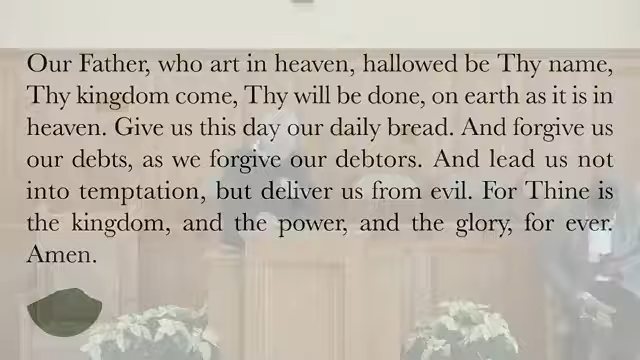 Our Father, who art in heaven, hallowed be Thy name,
Thy kingdom come, Thy will be done, on earth as it is in
heaven. Give us this day our daily bread. And forgive us
our debts, as we forgive our debtors. And lead us not
into temptation, but deliver us from evil. For Thine is
the kingdom, and the power, and the glory, for ever.
Amen.